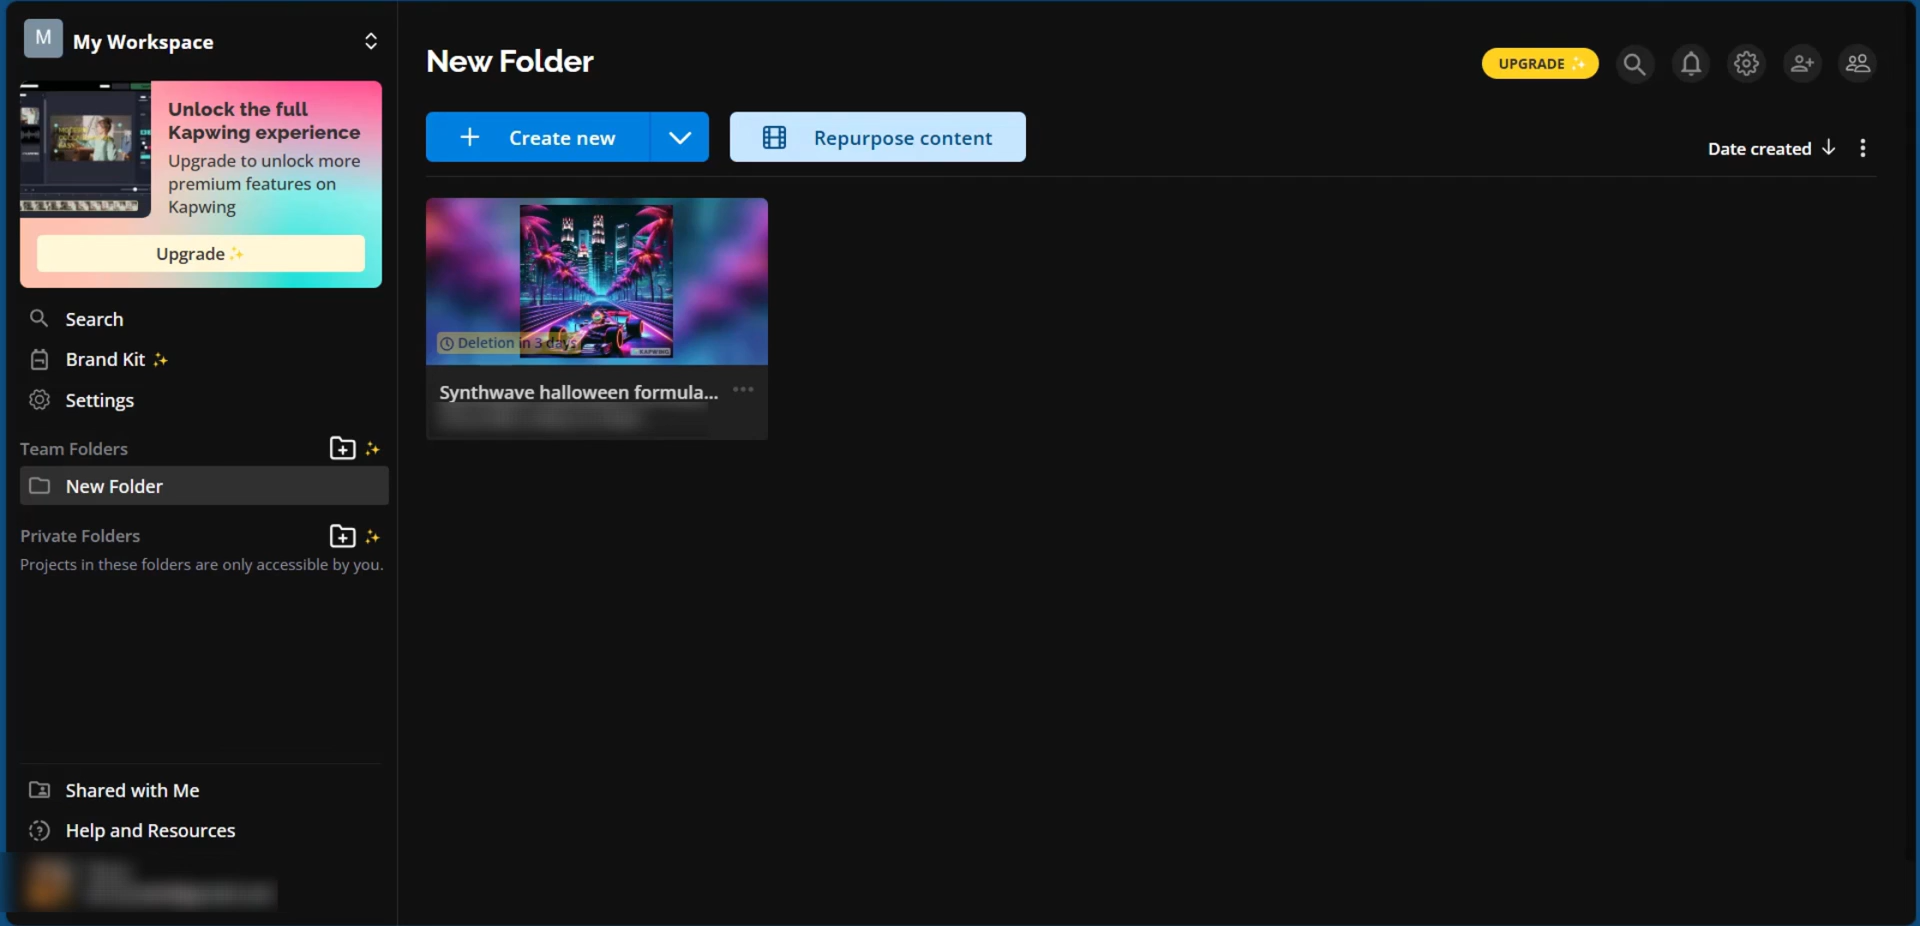 M My Workspace
Unlock the full
Kapwing experience
Upgrade to unlock more
premium features on
Kapwing
Upgrade
Search
Brand Kit
Settings
Team Folders
New Folder
Private Folders
Projects in these folders are only accessible by you.
Shared with Me
Help and Resources
New Folder
UPGRADE
Create new
Repurpose content
Date created
Deletion in 3 days
KAPWING
Synthwave halloween formula...